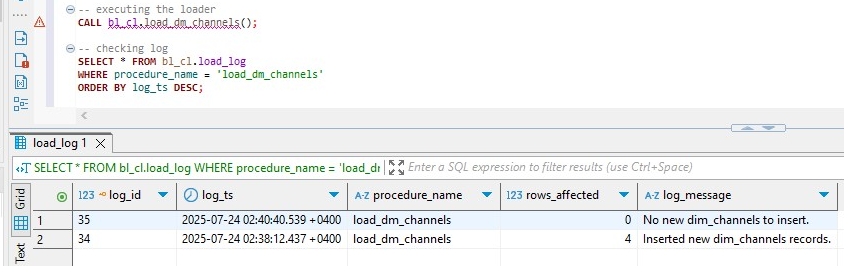 -- executing the loader
CALL bl_cl.load_dm_channels();
-- checking log
SELECT * FROM bl_cl.load_log
WHERE procedure_name = 'load_dm_channels'
ORDER BY log_ts DESC;
load_log 1
SELECT * FROM bl_cl.load_log WHERE procedure_name = 'load_dm Enter a SQL expression to filter results (use Ctrl+Space)
Grid
123 log_id log_ts A-Z procedure_name 123 rows_affected A-Z log_message
1 35 2025-07-24 02:40:40.539 +0400 load_dm_channels 0 No new dim_channels to insert.
2 34 2025-07-24 02:38:12.437 +0400 load_dm_channels 4 Inserted new dim_channels records.
Text